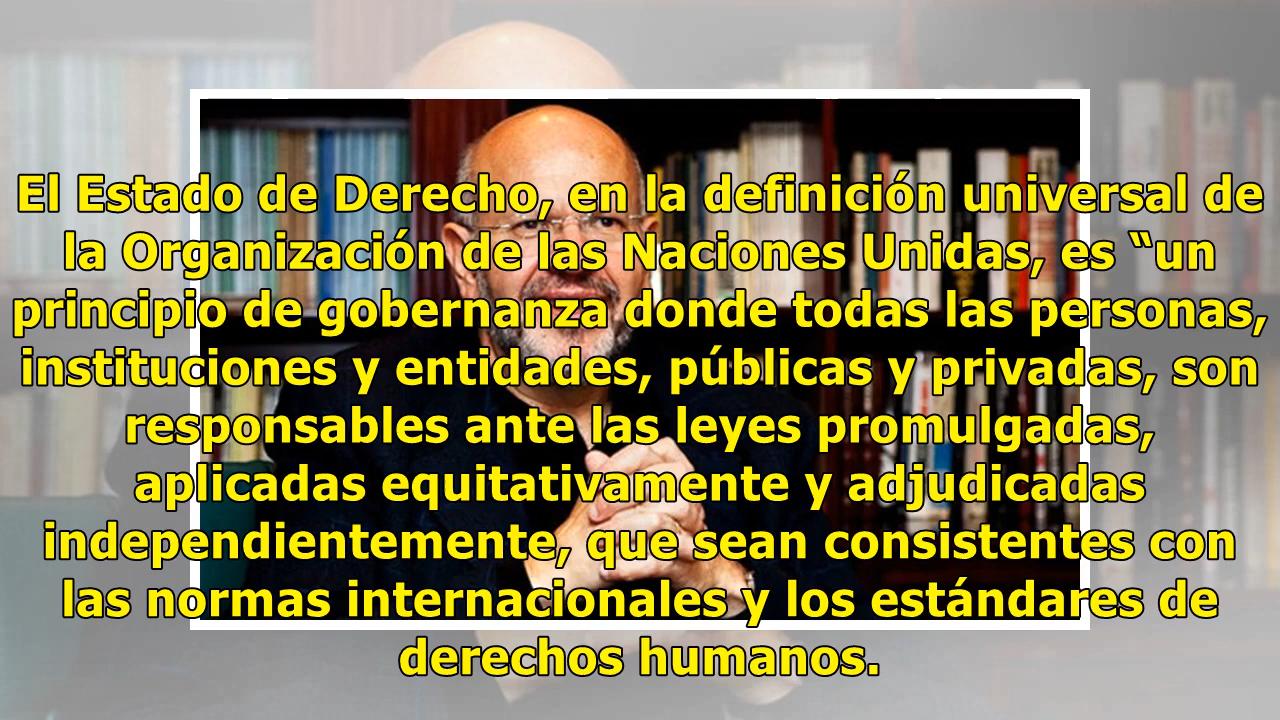 El Estado de Derecho, en la definición universal de
la Organización de las Naciones Unidas, es “un
principio de gobernanza donde todas las personas,
instituciones y entidades, públicas y privadas, son
responsables ante las leyes promulgadas,
aplicadas equitativamente y adjudicadas
independientemente, que sean consistentes con
las normas internacionales y los estándares de
derechos humanos.